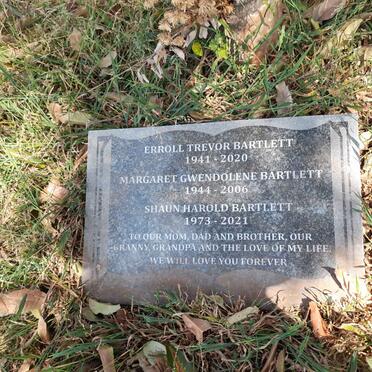 ERROLL TREVOR BARTLETT
1941 - 2020
MARGARET GWENDOLENE BARTLETT
1944 - 2006
SHAUN HAROLD BARTLETT
1973 - 2021
TO OUR MOM, DAD AND BROTHER, OUR
GRANNY, GRANDPA AND THE LOVE OF MY LIFE
WE WILL LOVE YOU FOREVER